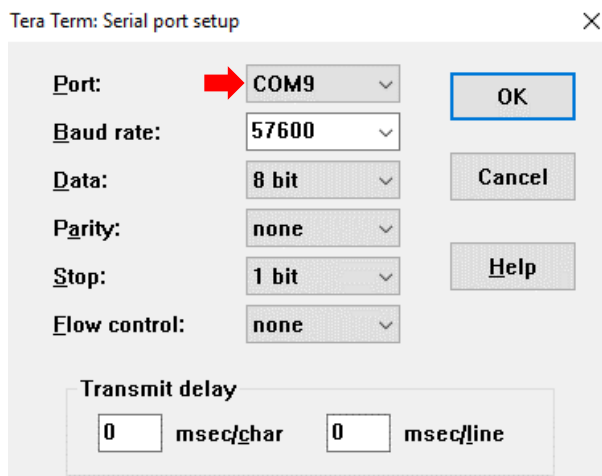 Tera Term: Serial port setup
Port: COM9 OK
Baud rate: 57600
Data: 8 bit Cancel
Parity: none
Stop: 1 bit Help
Flow control: none
Transmit delay
0 msec/char 0 msec/line